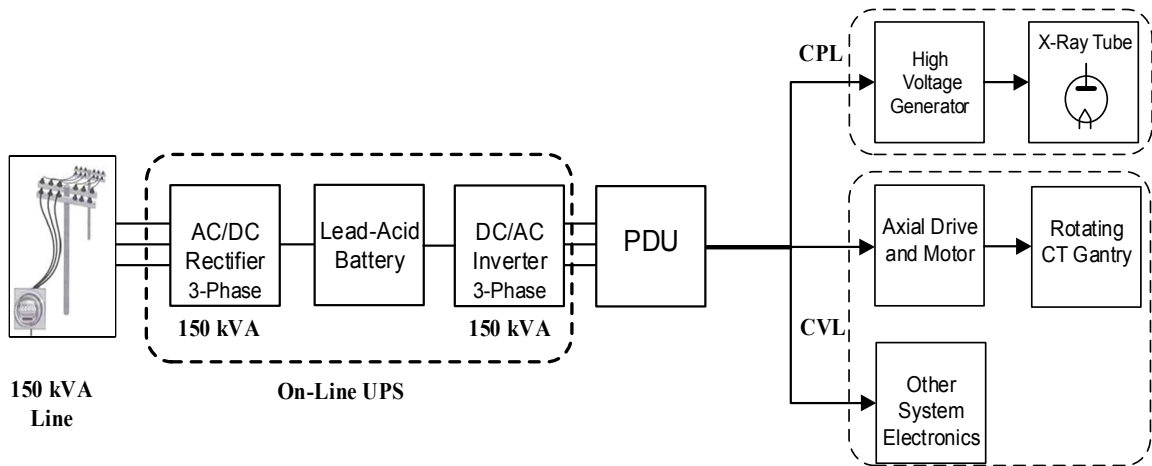 150 kVA
Line
AC/DC
Rectifier
3-Phase
150 kVA
Lead-Acid
Battery
DC/AC
Inverter
3-Phase
150 kVA
On-Line UPS
PDU
CPL
High
Voltage
Generator
X-Ray Tube
CVL
Axial Drive
and Motor
Rotating
CT Gantry
Other
System
Electronics